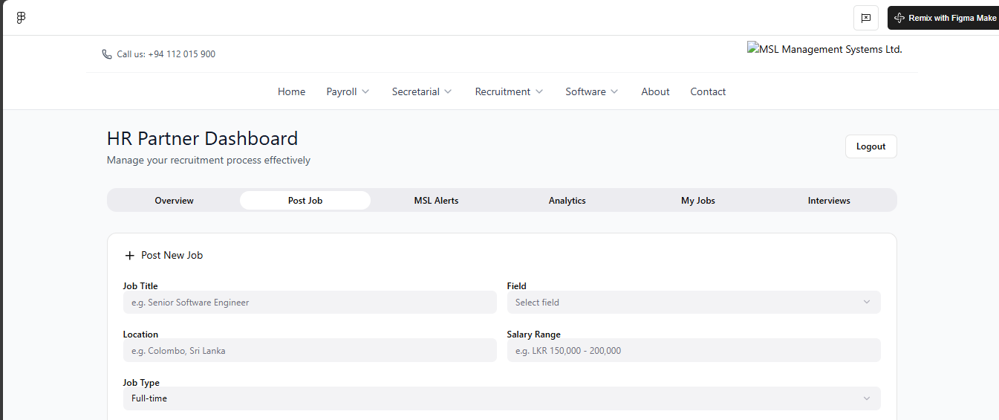 Remix with Figma Make
Call us: +94 112 015 900
MSL Management Systems Ltd.
Home Payroll Secretarial Recruitment Software About Contact
HR Partner Dashboard
Manage your recruitment process effectively
Logout
Overview Post Job MSL Alerts Analytics My Jobs Interviews
+ Post New Job
Job Title Field
e.g. Senior Software Engineer Select field
Location Salary Range
e.g. Colombo, Sri Lanka e.g. LKR 150,000 - 200,000
Job Type
Full-time